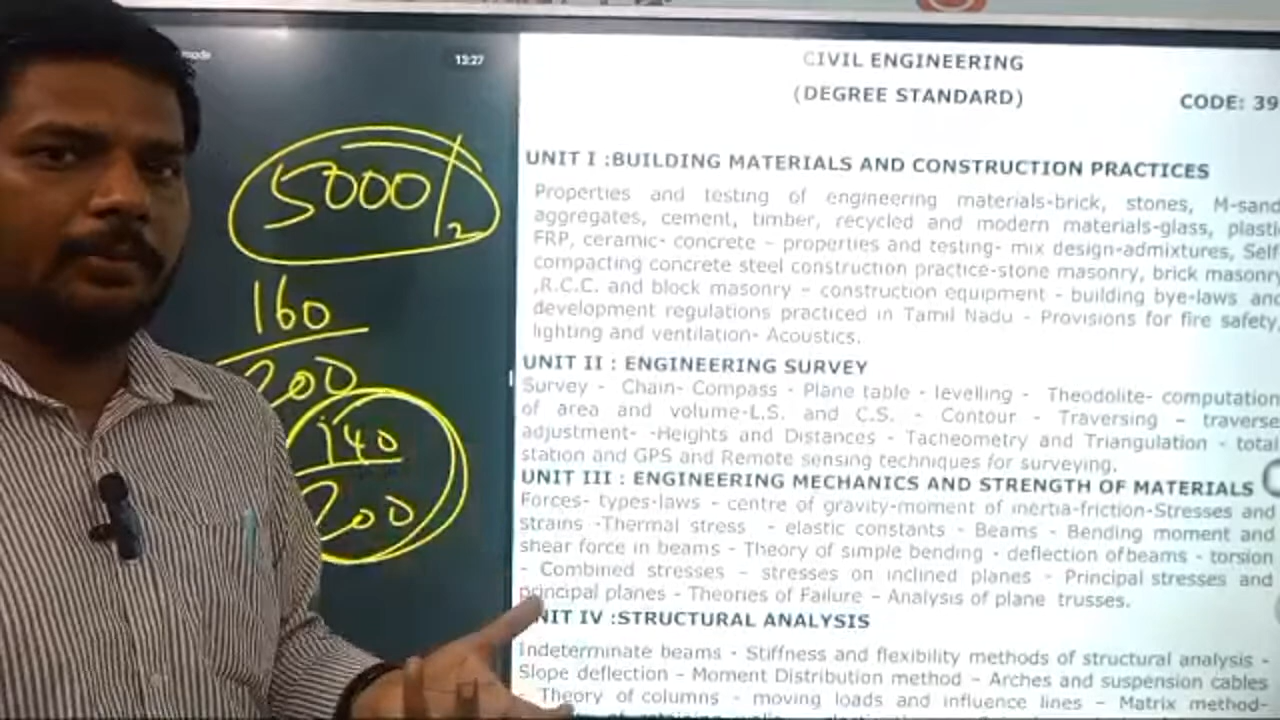 mode
13:27
5000/2
160
200
140
200
CIVIL ENGINEERING
(DEGREE STANDARD)
CODE: 39
UNIT I :BUILDING MATERIALS AND CONSTRUCTION PRACTICES
Properties and testing of engineering materials-brick, stones, M-sand
aggregates, cement, timber, recycled and modern materials-glass, plasti
FRP, ceramic- concrete – properties and testing- mix design-admixtures, Self-
compacting concrete steel construction practice-stone masonry, brick masonry
,R.C.C. and block masonry – construction equipment - building bye-laws and
development regulations practiced in Tamil Nadu - Provisions for fire safety,
lighting and ventilation- Acoustics.
UNIT II : ENGINEERING SURVEY
Survey - Chain- Compass - Plane table - levelling - Theodolite- computation
of area and volume-L.S. and C.S. - Contour - Traversing – traverse
adjustment- -Heights and Distances - Tacheometry and Triangulation - total
station and GPS and Remote sensing techniques for surveying.
UNIT III : ENGINEERING MECHANICS AND STRENGTH OF MATERIALS
Forces- types-laws - centre of gravity-moment of inertia-friction-Stresses and
strains -Thermal stress - elastic constants - Beams - Bending moment and
shear force in beams - Theory of simple bending - deflection of beams - torsion
- Combined stresses – stresses on inclined planes - Principal stresses and
principal planes - Theories of Failure – Analysis of plane trusses.
UNIT IV :STRUCTURAL ANALYSIS
Indeterminate beams - Stiffness and flexibility methods of structural analysis -
Slope deflection - Moment Distribution method – Arches and suspension cables
- Theory of columns - moving loads and influence lines – Matrix method-